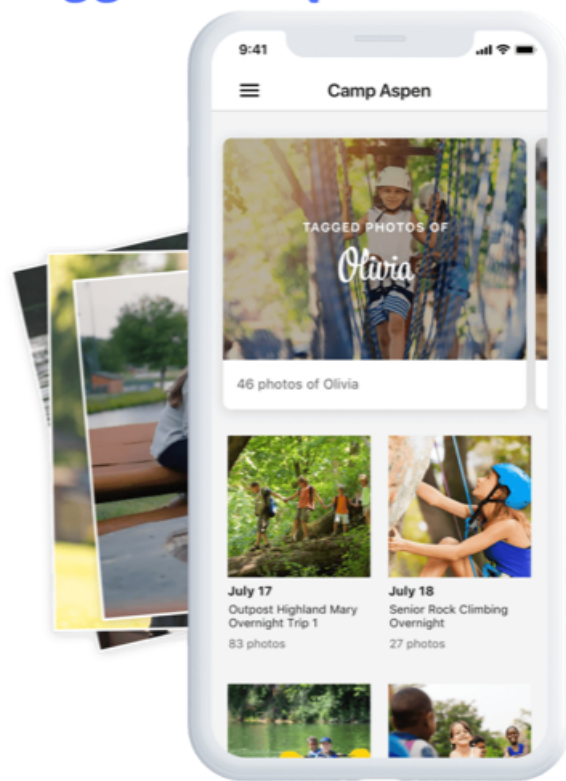 9:41
Camp Aspen
TAGGED PHOTOS OF
Olivia
46 photos of Olivia
July 17
Outpost Highland Mary
Overnight Trip 1
83 photos
July 18
Senior Rock Climbing
Overnight
27 photos